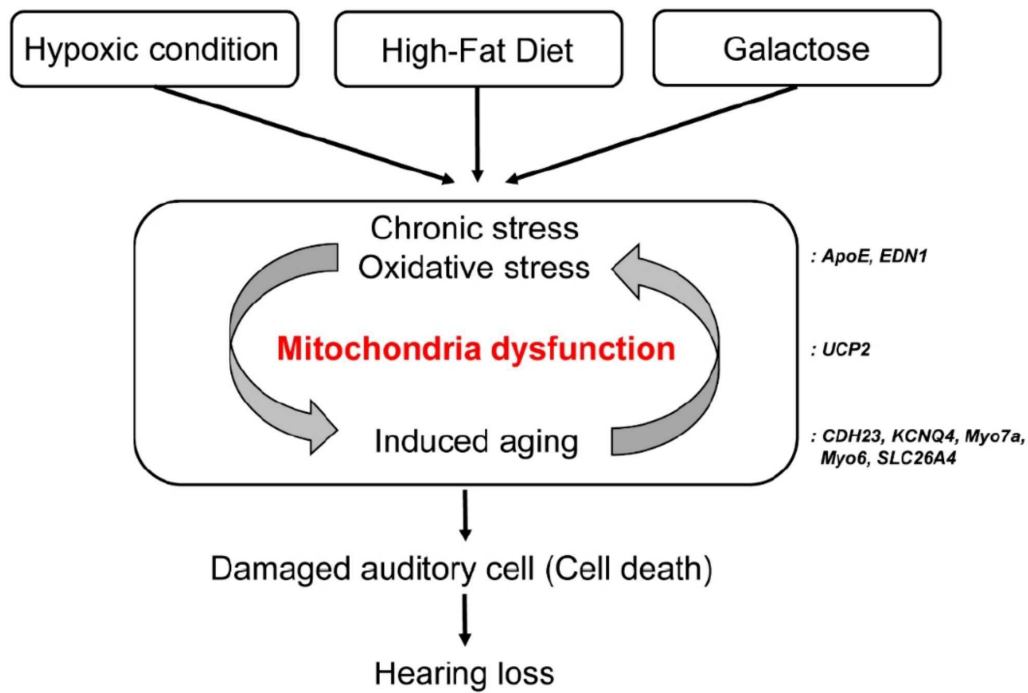 Hypoxic condition
High-Fat Diet
Galactose
Chronic stress
Oxidative stress
: ApoE, EDN1
Mitochondria dysfunction
: UCP2
Induced aging
: CDH23, KCNQ4, Myo7a,
Myo6, SLC26A4
Damaged auditory cell (Cell death)
Hearing loss